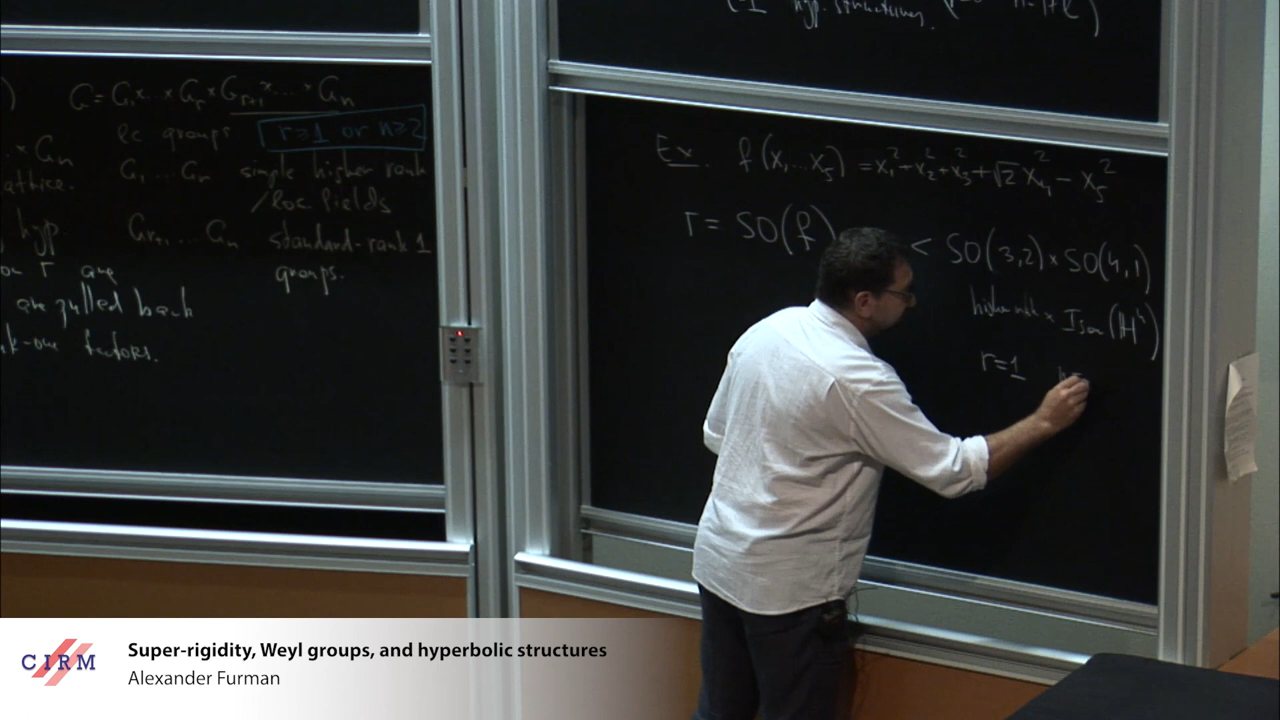 G = G₁×...×Gᵣ×Gᵣ₊₁×...×Gₙ
lc groups
r≥1 or n≥2
×Gₙ
lattice.
G₁...Gᵣ simple higher rank
/loc fields
hyp
Gᵣ₊₁...Gₙ standard-rank 1
groups.
on Γ are
are pulled back
factors.
hyp. structures
Ex. f(x₁...x₅) = x₁²+x₂²+x₃²+√2 x₄² - x₅²
Γ = SO(f) < SO(3,2)×SO(4,1)
higher rank × Isom(H⁴)
r=1
CIRM
Super-rigidity, Weyl groups, and hyperbolic structures
Alexander Furman